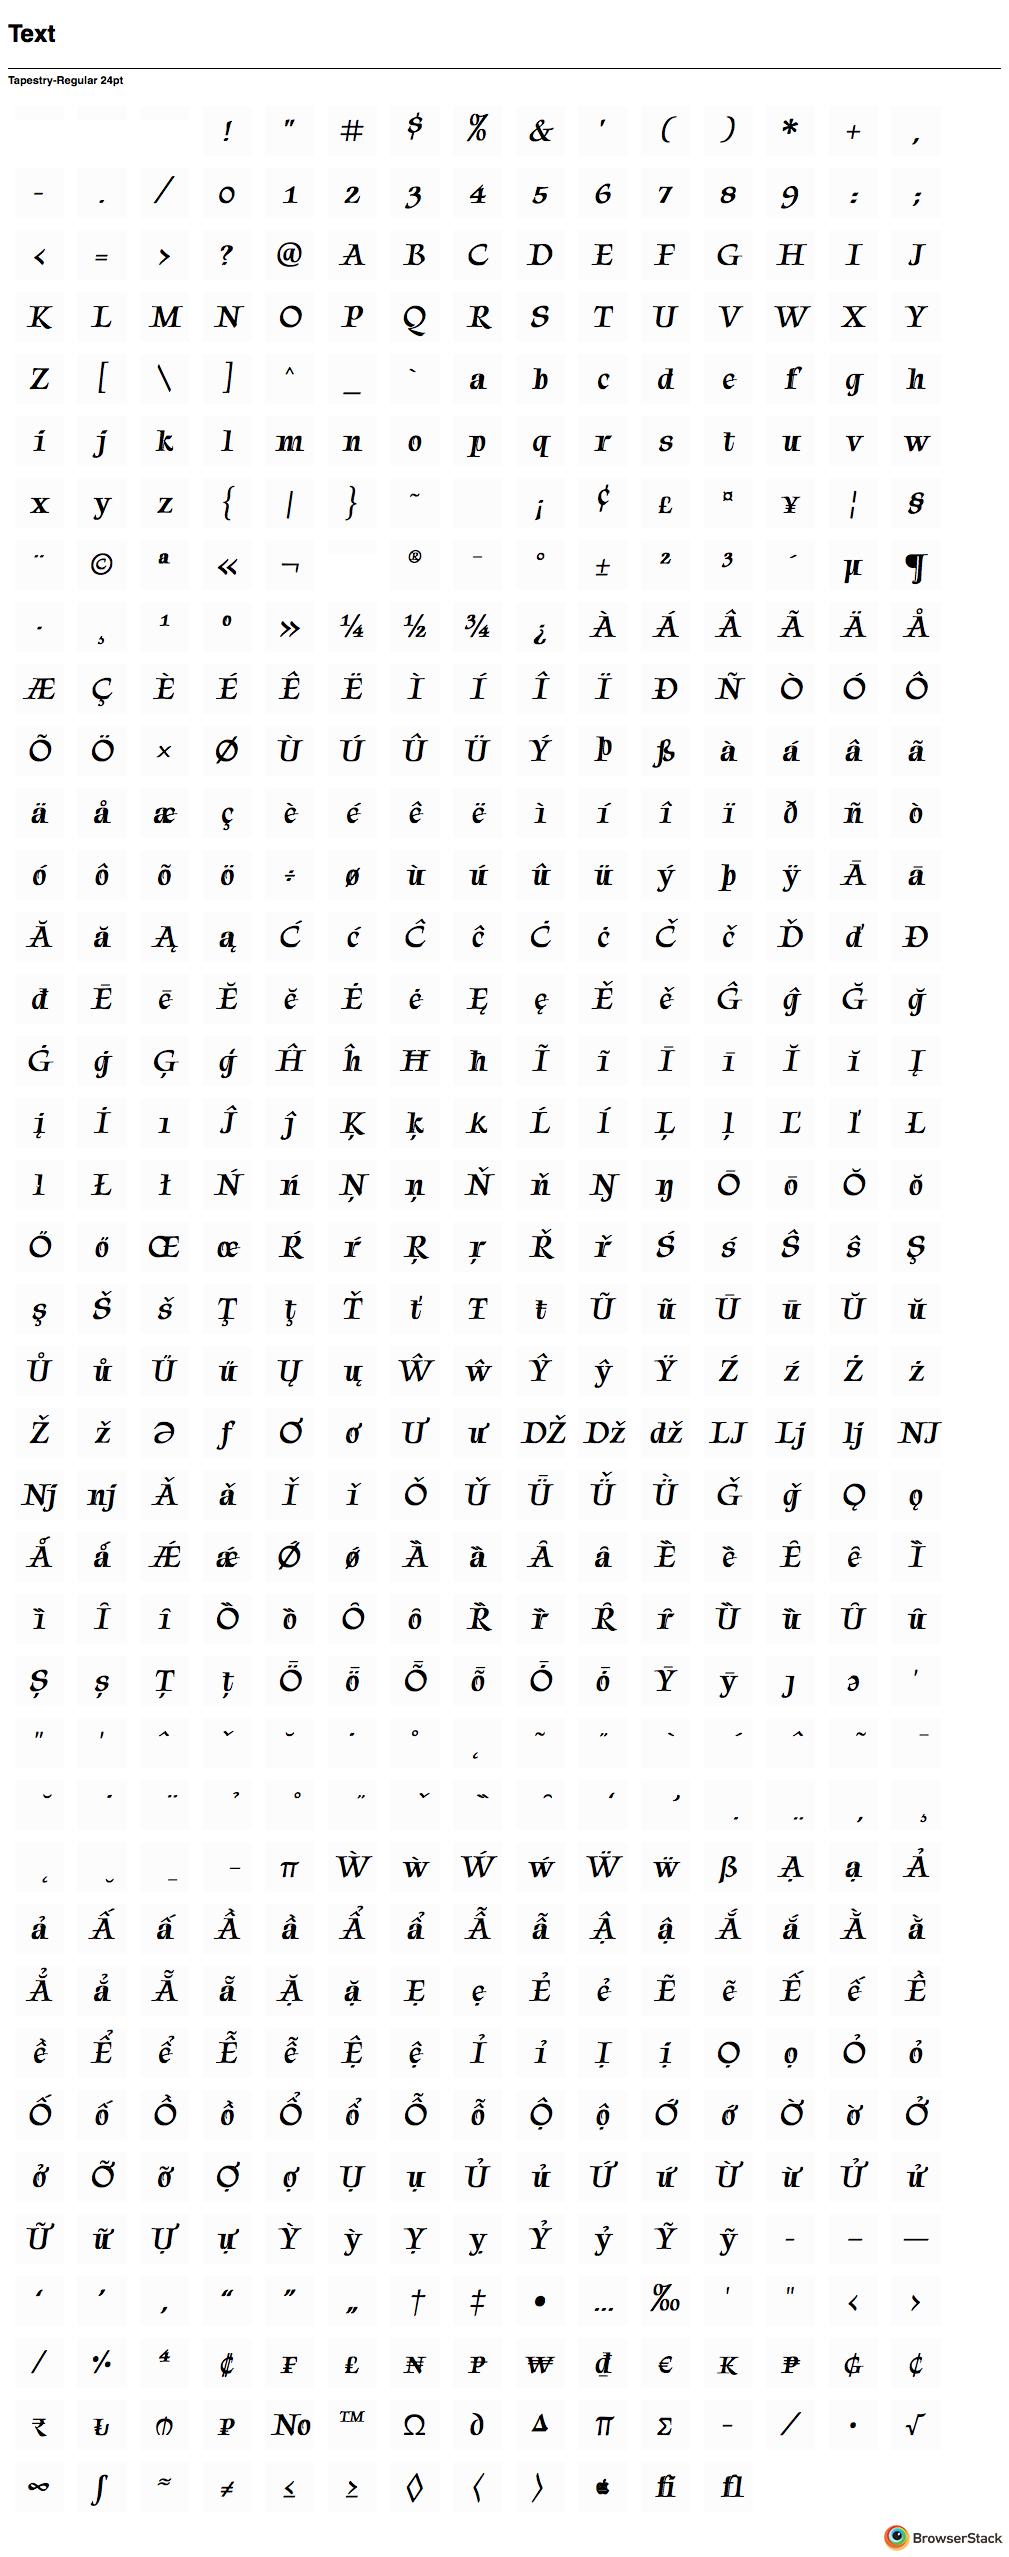 Text
Tapestry-Regular 24pt
! " # $ % & ' ( ) * + ,
- . / 0 1 2 3 4 5 6 7 8 9 : ;
< = > ? @ A B C D E F G H I J
K L M N O P Q R S T U V W X Y
Z [ \ ] ^ _ ` a b c d e f g h
i j k l m n o p q r s t u v w
x y z { | } ~ ¡ ¢ £ ¤ ¥ ¦ §
¨ © ª « ¬ ® ¯ ° ± ² ³ ´ µ ¶
· ¸ ¹ º » ¼ ½ ¾ ¿ À Á Â Ã Ä Å
Æ Ç È É Ê Ë Ì Í Î Ï Ð Ñ Ò Ó Ô
Õ Ö × Ø Ù Ú Û Ü Ý Þ ß à á â ã
ä å æ ç è é ê ë ì í î ï ð ñ ò
ó ô õ ö ÷ ø ù ú û ü ý þ ÿ Ā ā
Ă ă Ą ą Ć ć Ĉ ĉ Ċ ċ Č č Ď ď Đ
đ Ē ē Ĕ ĕ Ė ė Ę ę Ě ě Ĝ ĝ Ğ ğ
Ġ ġ Ģ ģ Ĥ ĥ Ħ ħ Ĩ ĩ Ī ī Ĭ ĭ Į
į İ ı Ĵ ĵ Ķ ķ ĸ Ĺ ĺ Ļ ļ Ľ ľ Ŀ
ŀ Ł ł Ń ń Ņ ņ Ň ň Ŋ ŋ Ō ō Ŏ ŏ
Ő ő Œ œ Ŕ ŕ Ŗ ŗ Ř ř Ś ś Ŝ ŝ Ş
ş Š š Ţ ţ Ť ť Ŧ ŧ Ũ ũ Ū ū Ŭ ŭ
Ů ů Ű ű Ų ų Ŵ ŵ Ŷ ŷ Ÿ Ź ź Ż ż
Ž ž Ə ƒ Ơ ơ Ư ư DŽ Dž dž LJ Lj lj NJ
Nj nj Ǎ ǎ Ǐ ǐ Ǒ Ǔ Ǖ Ǚ Ǜ Ǧ ǧ Ǫ ǫ
Ǻ ǻ Ǽ ǽ Ǿ ǿ Ȁ ȁ Ȃ ȃ Ȅ ȅ Ȇ ȇ Ȉ
ȉ Ȋ ȋ Ȍ ȍ Ȏ ȏ Ȑ ȑ Ȓ ȓ Ȕ ȕ Ȗ ȗ
Ș ș Ț ț Ȫ ȫ Ȭ ȭ Ȱ ȱ Ȳ ȳ ȷ ə ʹ
ʺ ˈ ˆ ˇ ˘ ˙ ˚ ˛ ˜ ˝ ̀ ́ ̂ ̃ ̄
̆ ̇ ̈ ̉ ̊ ̋ ̌ ̏ ̑ ̒ ̛ ̣ ̤ ̦ ̧
̨ ̮ ̱ ‐ π Ẁ ẁ Ẃ ẃ Ẅ ẅ ẞ Ạ ạ Ả
ả Ấ ấ Ầ ầ Ẩ ẩ Ẫ ẫ Ậ ậ Ắ ắ Ằ ằ
Ẳ ẳ Ẵ ẵ Ặ ặ Ẹ ẹ Ẻ ẻ Ẽ ẽ Ế ế Ề
ề Ể ể Ễ ễ Ệ ệ Ỉ ỉ Ị ị Ọ ọ Ỏ ỏ
Ố ố Ồ ồ Ổ ổ Ỗ ỗ Ộ ộ Ớ ớ Ờ ờ Ở
ở Ỡ ỡ Ợ ợ Ụ ụ Ủ ủ Ứ ứ Ừ ừ Ử ử
Ữ ữ Ự ự Ỳ ỳ Ỵ ỵ Ỷ ỷ Ỹ ỹ - – —
‘ ’ ‚ “ ” „ † ‡ • … ‰ ′ ″ ‹ ›
⁄ ⁒ ⁴ ₡ ₣ ₤ ₦ ₧ ₩ ₫ € ₭ ₱ ₲ ¢
₹ ₺ ₼ ₽ № ™ Ω ∂ ∆ ∏ ∑ − ∕ ∙ √
∞ ∫ ≈ ≠ ≤ ≥ ◊ ⟨ ⟩  fi fl
BrowserStack